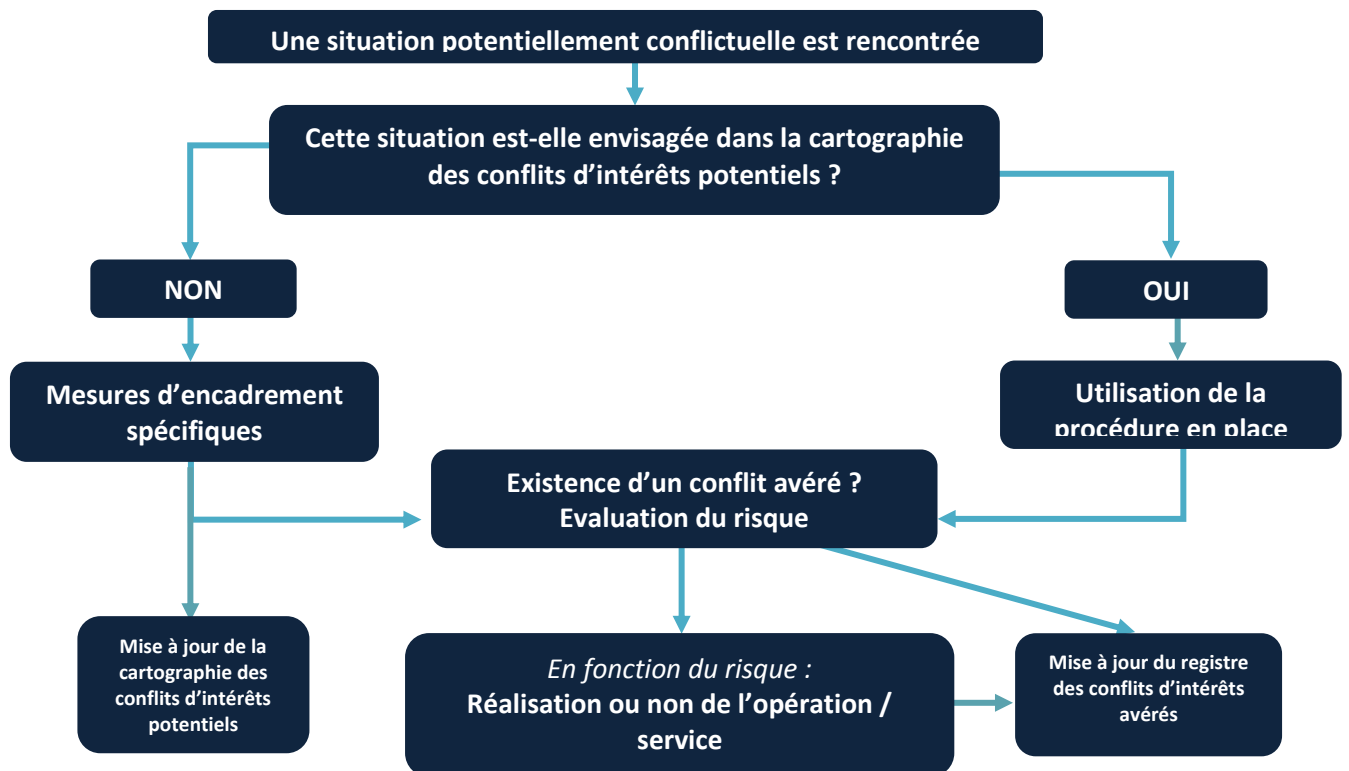 Une situation potentiellement conflictuelle est rencontrée
Cette situation est-elle envisagée dans la cartographie
des conflits d’intérêts potentiels ?
NON
OUI
Mesures d’encadrement
spécifiques
Utilisation de la
procédure en place
Existence d’un conflit avéré ?
Evaluation du risque
Mise à jour de la
cartographie des
conflits d’intérêts
potentiels
En fonction du risque :
Réalisation ou non de l’opération /
service
Mise à jour du registre
des conflits d’intérêts
avérés